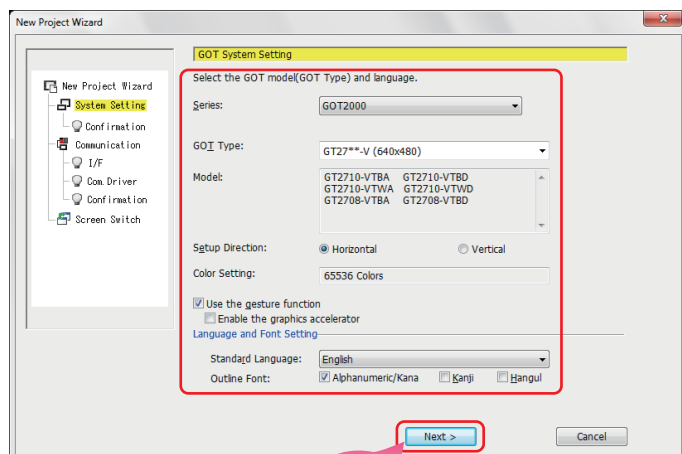 New Project Wizard
GOT System Setting
New Project Wizard
System Setting
Confirmation
Communication
I/F
Com. Driver
Confirmation
Screen Switch
Select the GOT model(GOT Type) and language.
Series: GOT2000
GOT Type: GT27**-V (640x480)
Model: GT2710-VTBA GT2710-VTBD
GT2710-VTWA GT2710-VTWD
GT2708-VTBA GT2708-VTBD
Setup Direction: Horizontal Vertical
Color Setting: 65536 Colors
Use the gesture function
Enable the graphics accelerator
Language and Font Setting
Standard Language: English
Outline Font: Alphanumeric/Kana Kanji Hangul
Next > Cancel